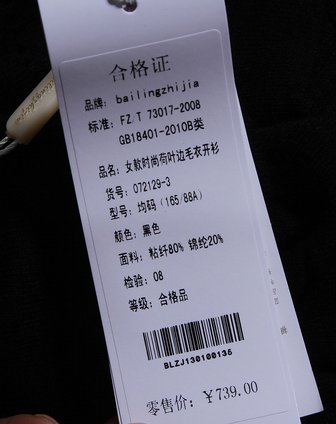 合格证
品牌: bailingzhijia
标准: FZ/T 73017-2008
GB18401-2010B类
品名: 女款时尚荷叶边毛衣开衫
货号: 072129-3
型号: 均码 (165/88A)
颜色: 黑色
面料: 粘纤80% 锦纶20%
检验: 08
等级: 合格品
BLZJ130100135
零售价: ￥739.00